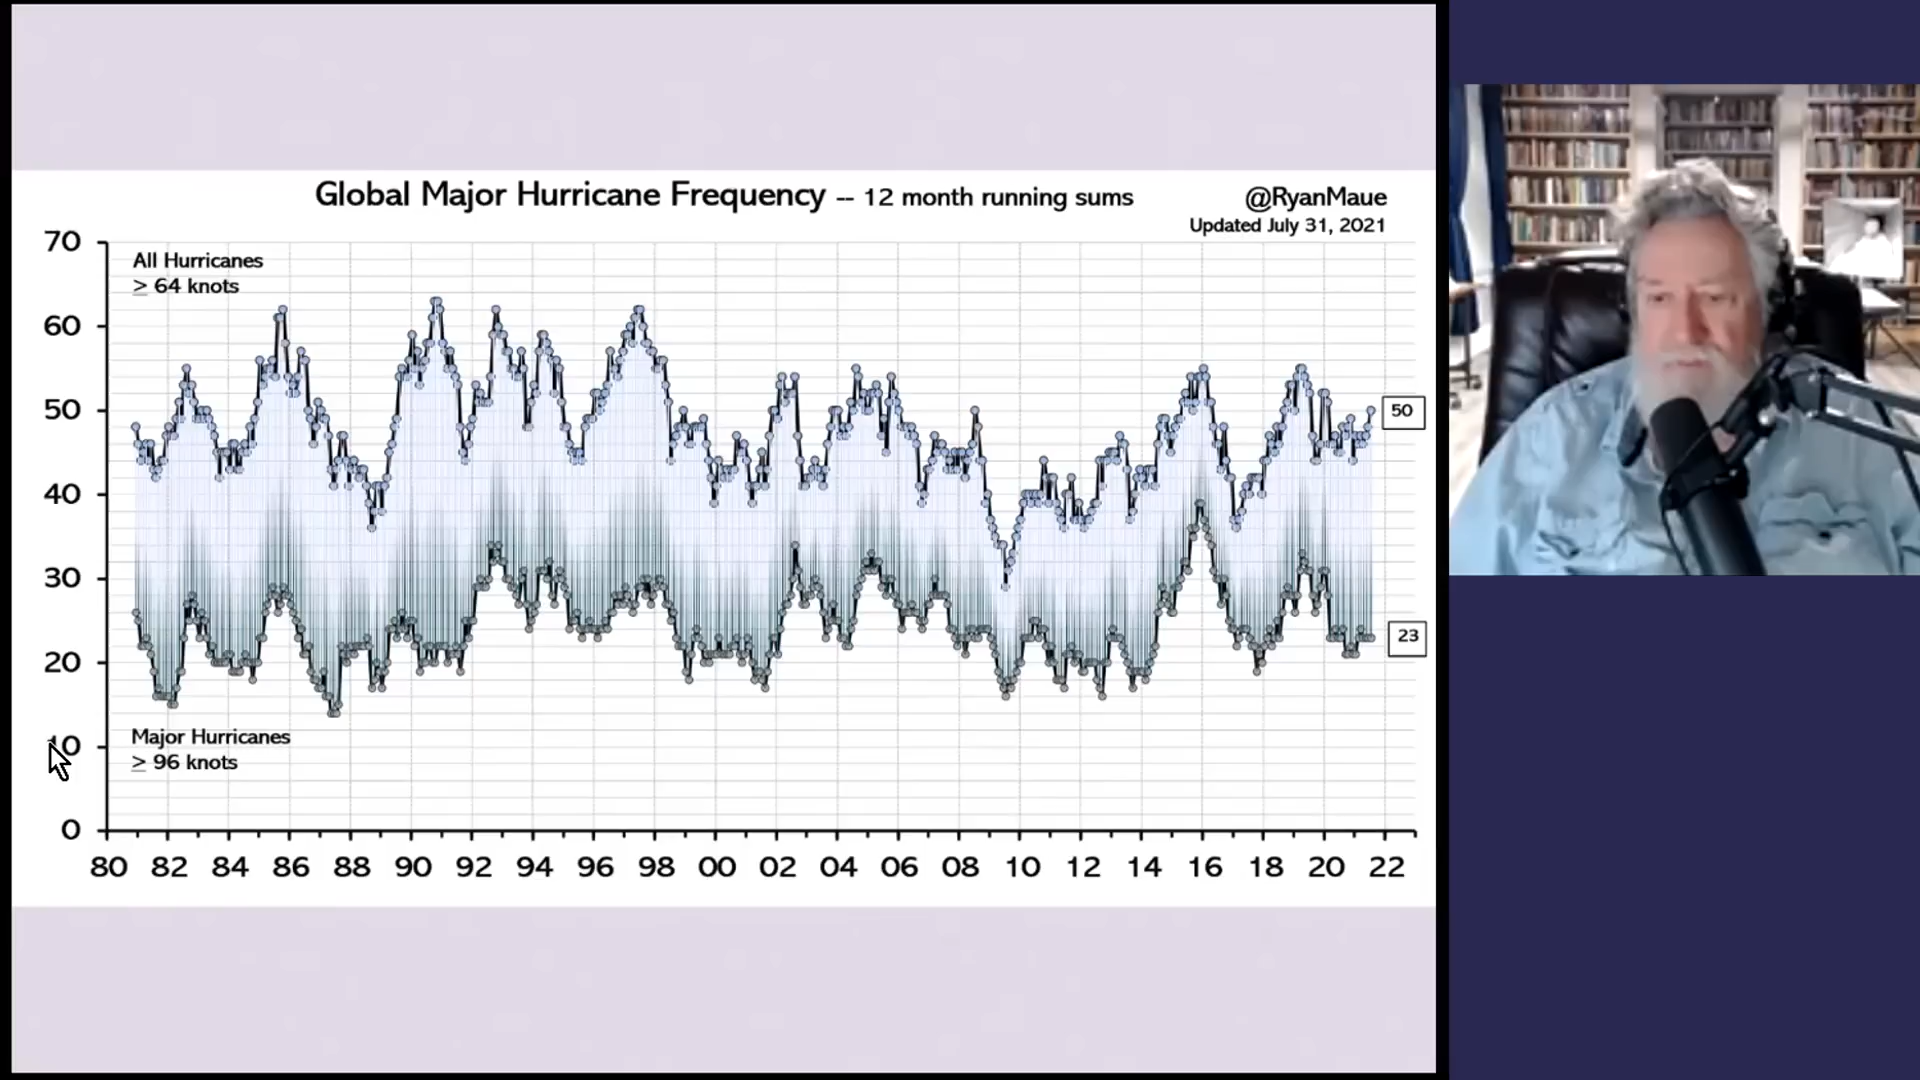 Global Major Hurricane Frequency -- 12 month running sums
@RyanMaue
Updated July 31, 2021
70
60
50
40
30
20
10
0
All Hurricanes
≥ 64 knots
50
23
Major Hurricanes
≥ 96 knots
80 82 84 86 88 90 92 94 96 98 00 02 04 06 08 10 12 14 16 18 20 22